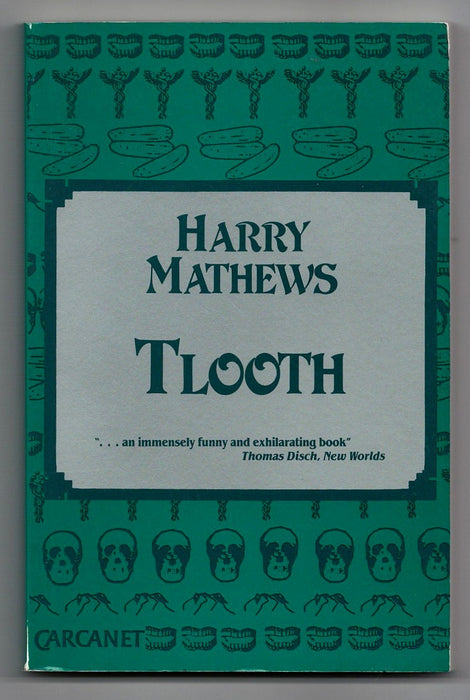 HARRY
MATHEWS
TLOOTH
". . . an immensely funny and exhilarating book"
Thomas Disch, New Worlds
CARCANET